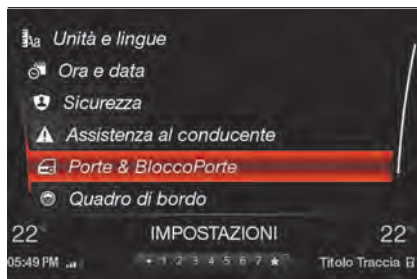 Unità e lingue
Ora e data
Sicurezza
Assistenza al conducente
Porte & BloccoPorte
Quadro di bordo
22° IMPOSTAZIONI 22°
05:49 PM 1 2 3 4 5 6 7 Titolo Traccia